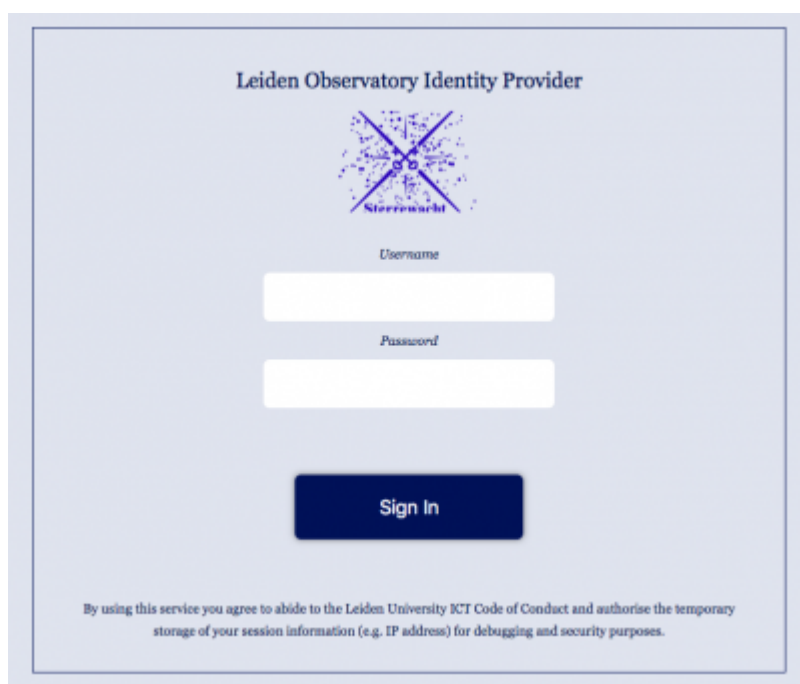 Leiden Observatory Identity Provider
Sterrewacht
Username
Password
Sign In
By using this service you agree to abide to the Leiden University ICT Code of Conduct and authorise the temporary
storage of your session information (e.g. IP address) for debugging and security purposes.